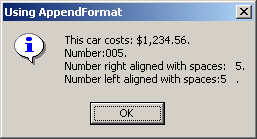 Using AppendFormat
This car costs: $1,234.56.
Number:005.
Number right aligned with spaces:   5.
Number left aligned with spaces:5   .
OK